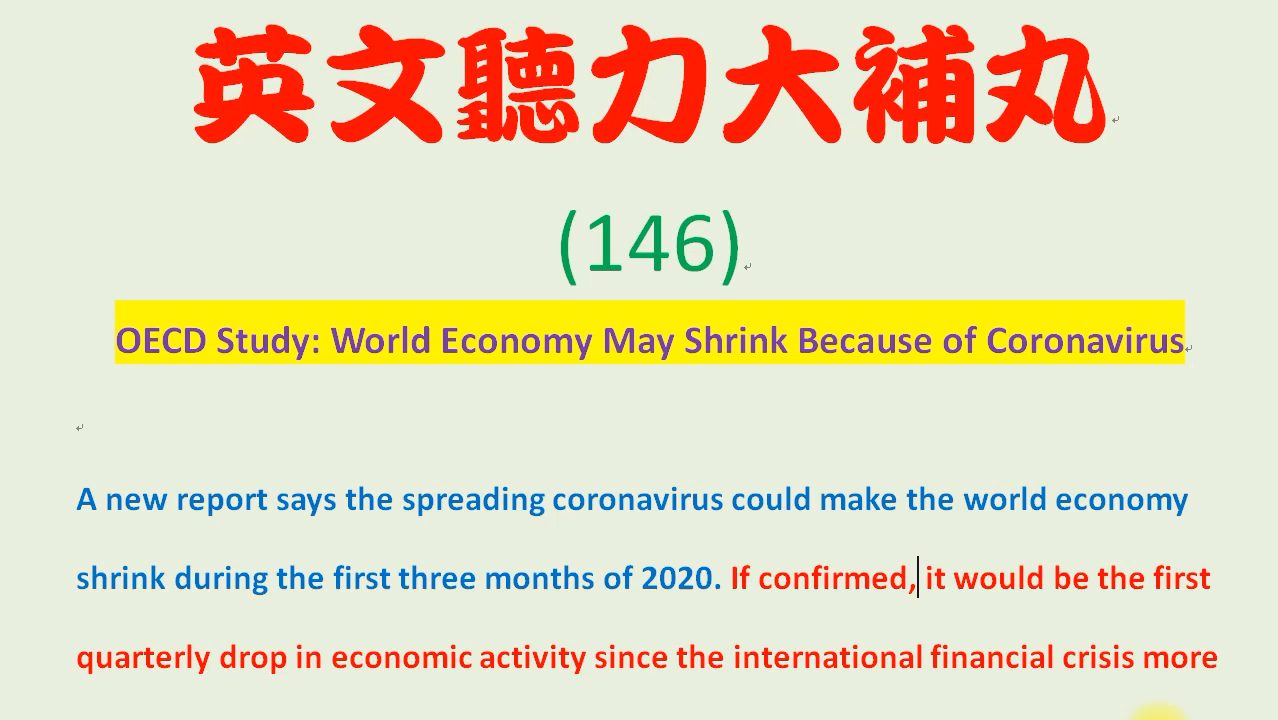 英文聽力大補丸
(146)
OECD Study: World Economy May Shrink Because of Coronavirus
A new report says the spreading coronavirus could make the world economy
shrink during the first three months of 2020. If confirmed, it would be the first
quarterly drop in economic activity since the international financial crisis more